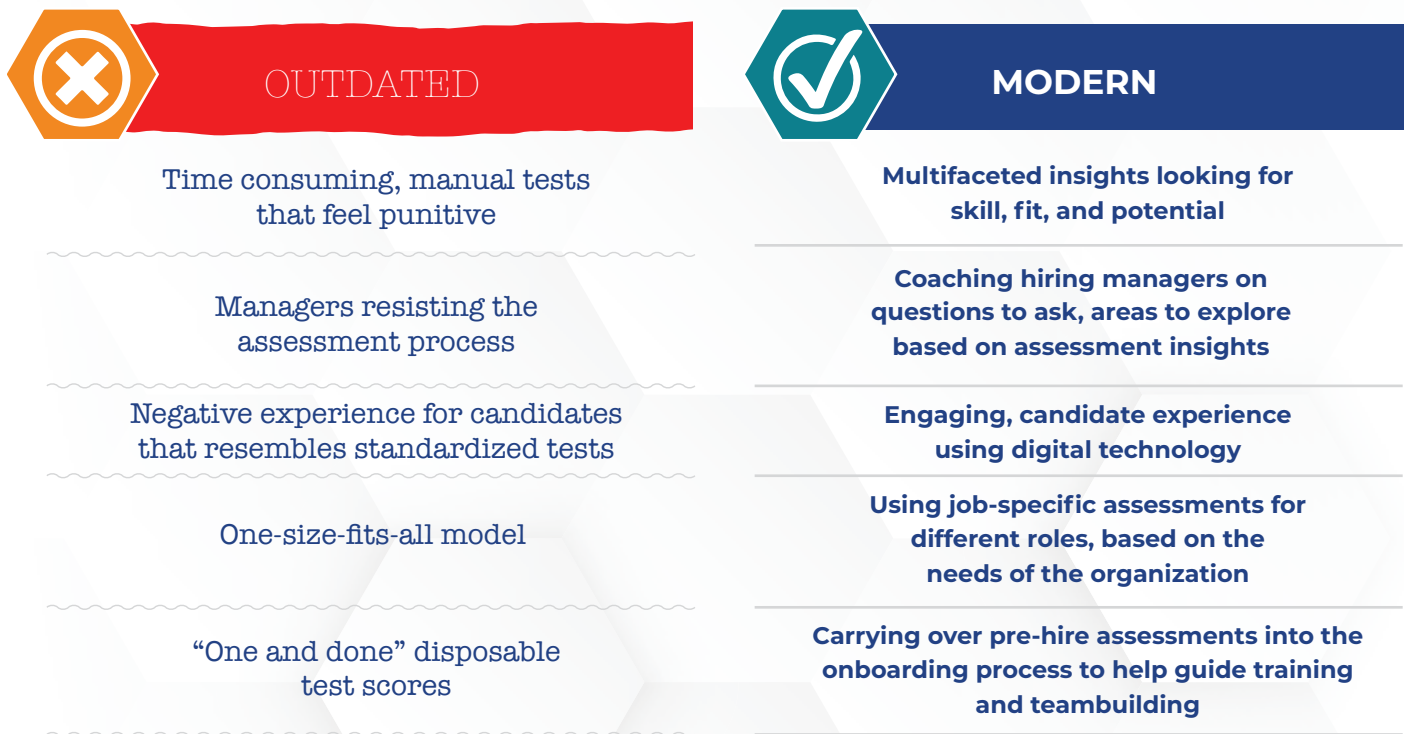 OUTDATED
MODERN
Time consuming, manual tests
that feel punitive
Multifaceted insights looking for
skill, fit, and potential
Managers resisting the
assessment process
Coaching hiring managers on
questions to ask, areas to explore
based on assessment insights
Negative experience for candidates
that resembles standardized tests
Engaging, candidate experience
using digital technology
One-size-fits-all model
Using job-specific assessments for
different roles, based on the
needs of the organization
“One and done” disposable
test scores
Carrying over pre-hire assessments into the
onboarding process to help guide training
and teambuilding